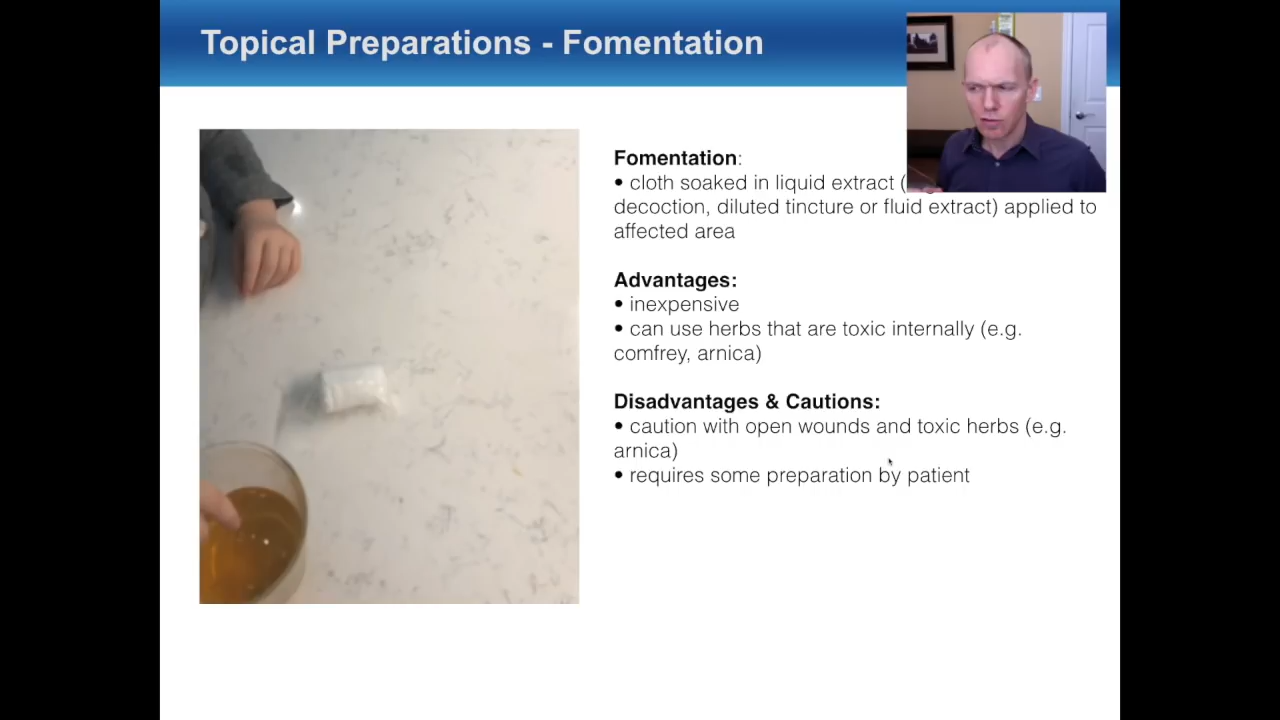 Topical Preparations - Fomentation
Fomentation:
• cloth soaked in liquid extract (
decoction, diluted tincture or fluid extract) applied to
affected area
Advantages:
• inexpensive
• can use herbs that are toxic internally (e.g.
comfrey, arnica)
Disadvantages & Cautions:
• caution with open wounds and toxic herbs (e.g.
arnica)
• requires some preparation by patient